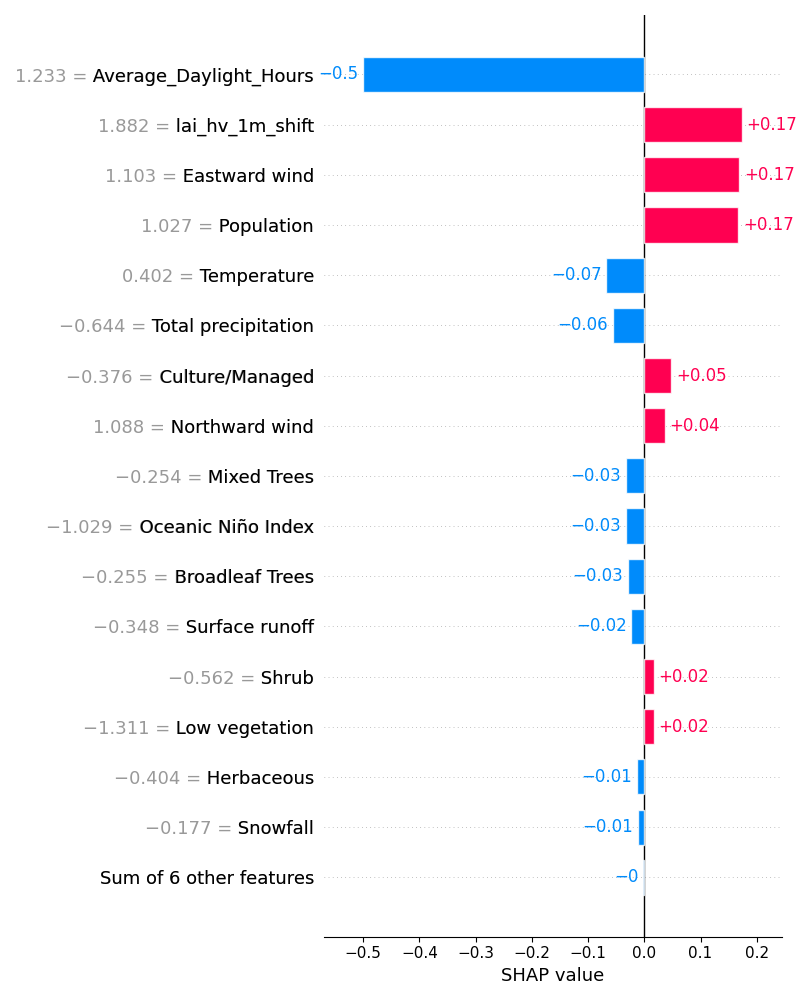 1.233 = Average_Daylight_Hours −0.5
1.882 = lai_hv_1m_shift +0.17
1.103 = Eastward wind +0.17
1.027 = Population +0.17
0.402 = Temperature −0.07
−0.644 = Total precipitation −0.06
−0.376 = Culture/Managed +0.05
1.088 = Northward wind +0.04
−0.254 = Mixed Trees −0.03
−1.029 = Oceanic Niño Index −0.03
−0.255 = Broadleaf Trees −0.03
−0.348 = Surface runoff −0.02
−0.562 = Shrub +0.02
−1.311 = Low vegetation +0.02
−0.404 = Herbaceous −0.01
−0.177 = Snowfall −0.01
Sum of 6 other features −0
−0.5 −0.4 −0.3 −0.2 −0.1 0.0 0.1 0.2
SHAP value